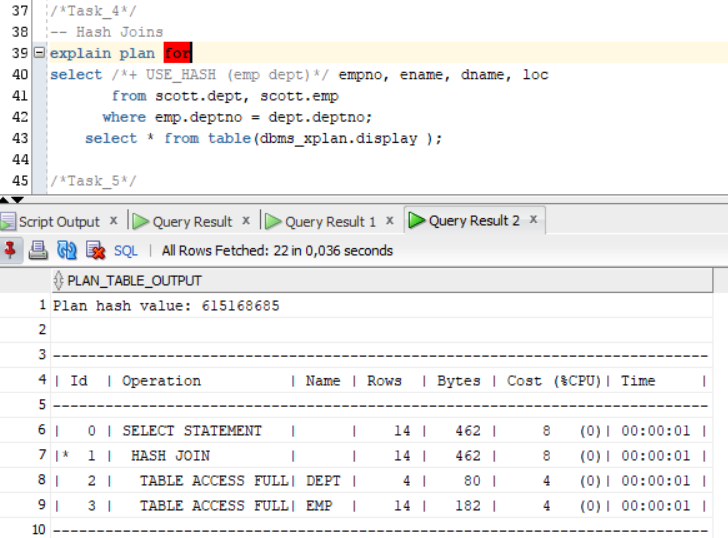 37 /*Task_4*/
38 -- Hash Joins
39 explain plan for
40 select /*+ USE_HASH (emp dept)*/ empno, ename, dname, loc
41 from scott.dept, scott.emp
42 where emp.deptno = dept.deptno;
43 select * from table(dbms_xplan.display );
44
45 /*Task_5*/
Script Output x Query Result x Query Result 1 x Query Result 2 x
SQL | All Rows Fetched: 22 in 0,036 seconds
PLAN_TABLE_OUTPUT
1 Plan hash value: 615168685
2
3 --------------------------------------------------------------------------
4 | Id | Operation | Name | Rows | Bytes | Cost (%CPU)| Time |
5 --------------------------------------------------------------------------
6 | 0 | SELECT STATEMENT | | 14 | 462 | 8 (0)| 00:00:01 |
7 |* 1 | HASH JOIN | | 14 | 462 | 8 (0)| 00:00:01 |
8 | 2 | TABLE ACCESS FULL| DEPT | 4 | 80 | 4 (0)| 00:00:01 |
9 | 3 | TABLE ACCESS FULL| EMP | 14 | 182 | 4 (0)| 00:00:01 |
10 --------------------------------------------------------------------------